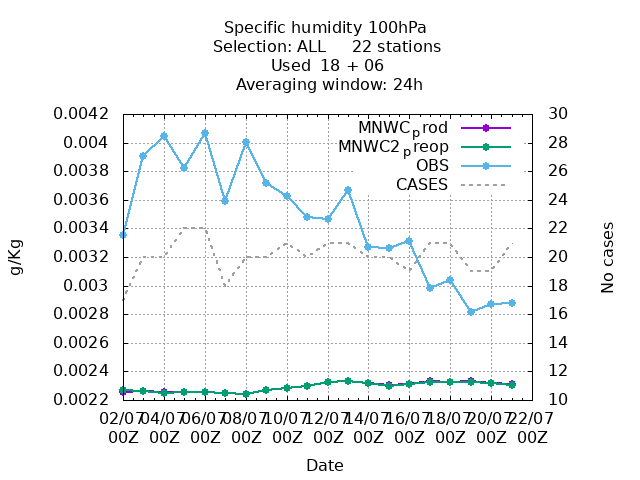 Specific humidity 100hPa
Selection: ALL 22 stations
Used 18 + 06
Averaging window: 24h
0.0042
0.004
0.0038
0.0036
0.0034
0.0032
0.003
0.0028
0.0026
0.0024
0.0022
30
28
26
24
22
20
18
16
14
12
10
MNWCprod
MNWC2preop
OBS
CASES
g/Kg
No cases
02/07 04/07 06/07 08/07 10/07 12/07 14/07 16/07 18/07 20/07 22/07
00Z 00Z 00Z 00Z 00Z 00Z 00Z 00Z 00Z 00Z 00Z
Date